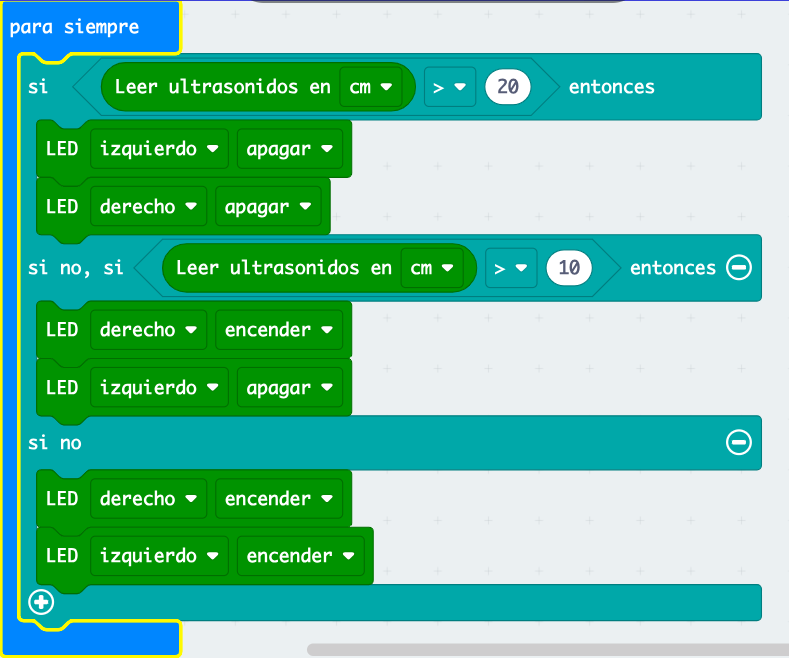 para siempre
si Leer ultrasonidos en cm > 20 entonces
LED izquierdo apagar
LED derecho apagar
si no, si Leer ultrasonidos en cm > 10 entonces
LED derecho encender
LED izquierdo apagar
si no
LED derecho encender
LED izquierdo encender